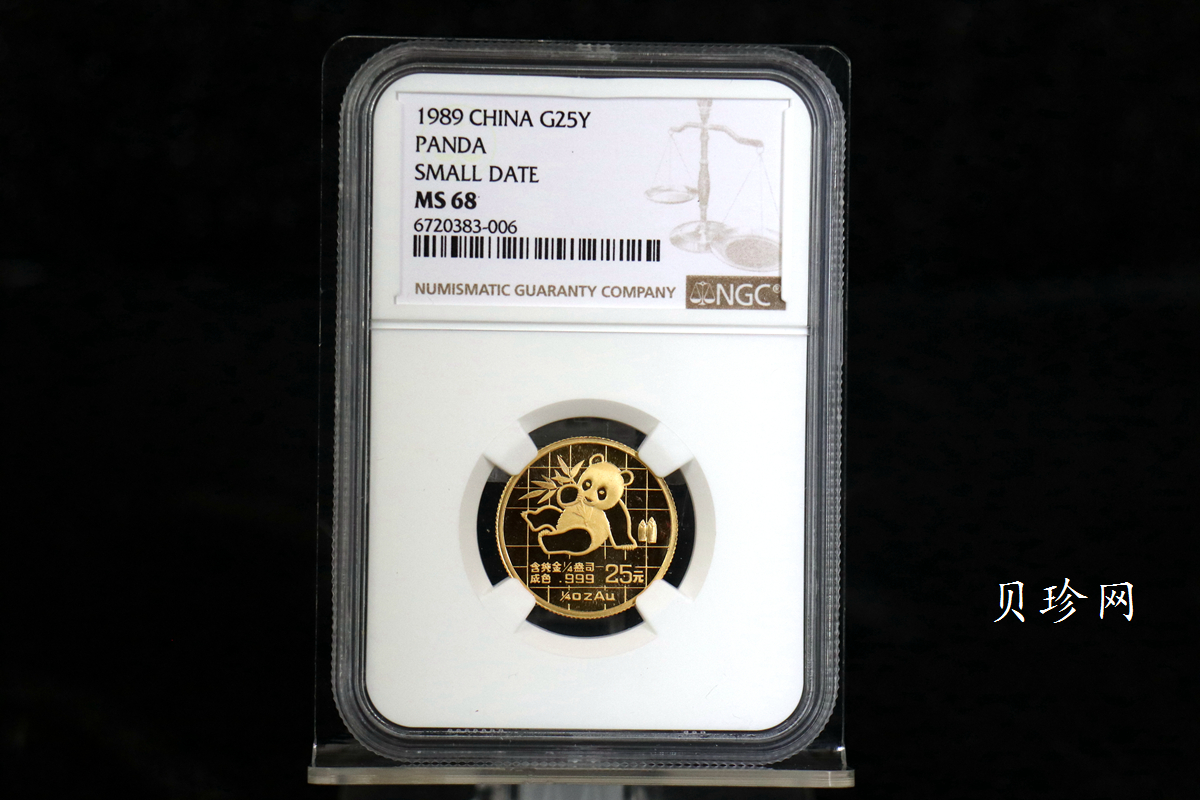 1989 CHINA G25Y
PANDA
SMALL DATE
MS 68
6720383-006
NUMISMATIC GUARANTY COMPANY
NGC®
含纯金¼盎司
成色 .999 25元
¼ozAu
贝珍网